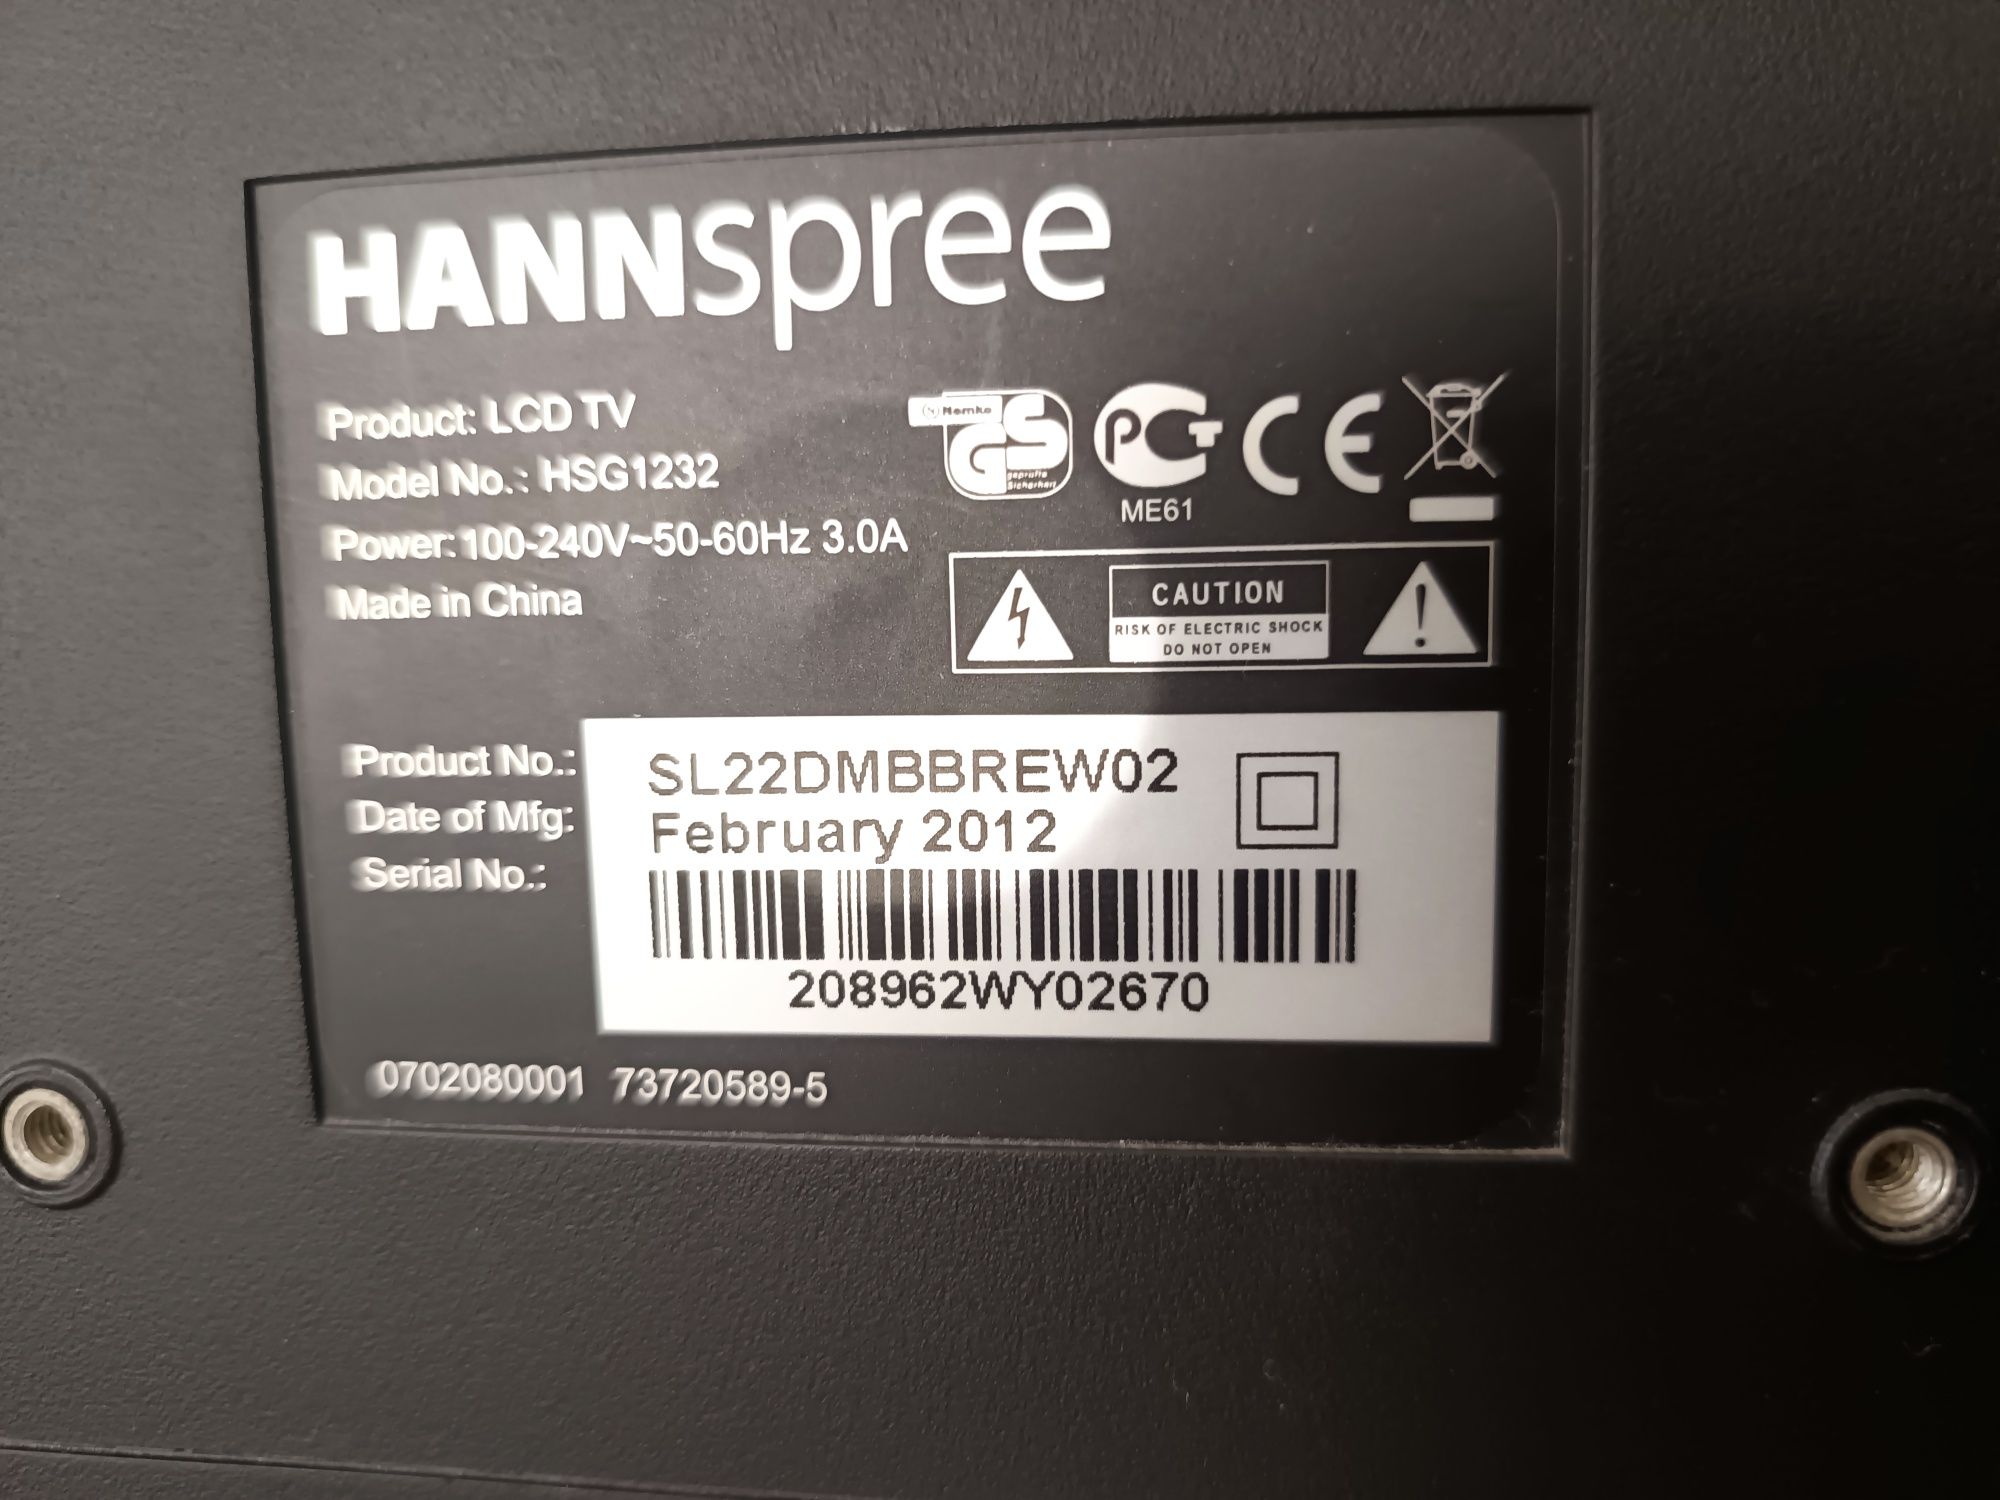 HANNspree
Product: LCD TV
Model No.: HSG1232
Power: 100-240V~50-60Hz 3.0A
Made in China
Nemko
GS
geprüfte
Sicherheit
PCT
ME61
CE
CAUTION
RISK OF ELECTRIC SHOCK
DO NOT OPEN
Product No.: SL22DMBBREW02
Date of Mfg: February 2012
Serial No.:
208962WY02670
0702080001 73720589-5